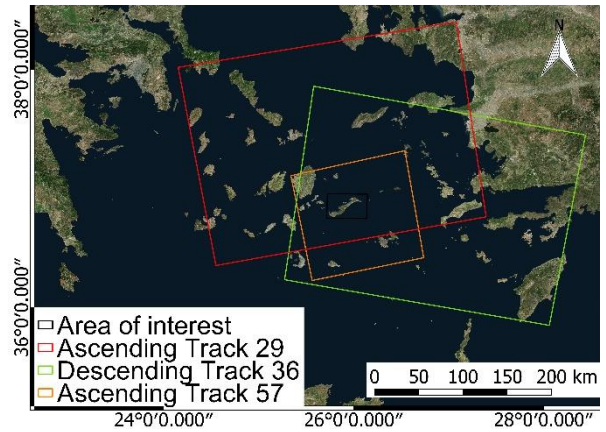 N
38°0′0.000″
36°0′0.000″
Area of interest
Ascending Track 29
Descending Track 36
Ascending Track 57
0 50 100 150 200 km
24°0′0.000″ 26°0′0.000″ 28°0′0.000″